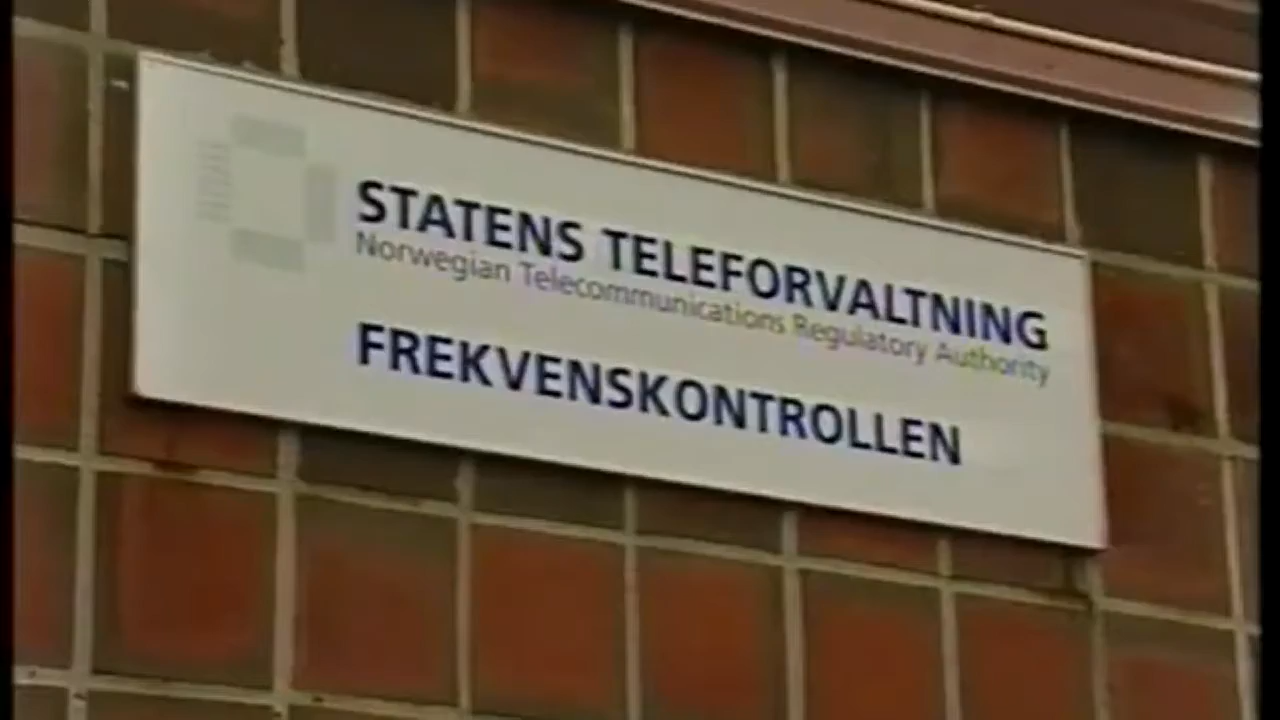 STATENS TELEFORVALTNING
Norwegian Telecommunications Regulatory Authority
FREKVENSKONTROLLEN